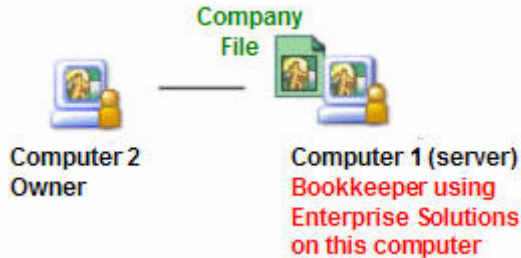 Company
File
Computer 2
Owner
Computer 1 (server)
Bookkeeper using
Enterprise Solutions
on this computer